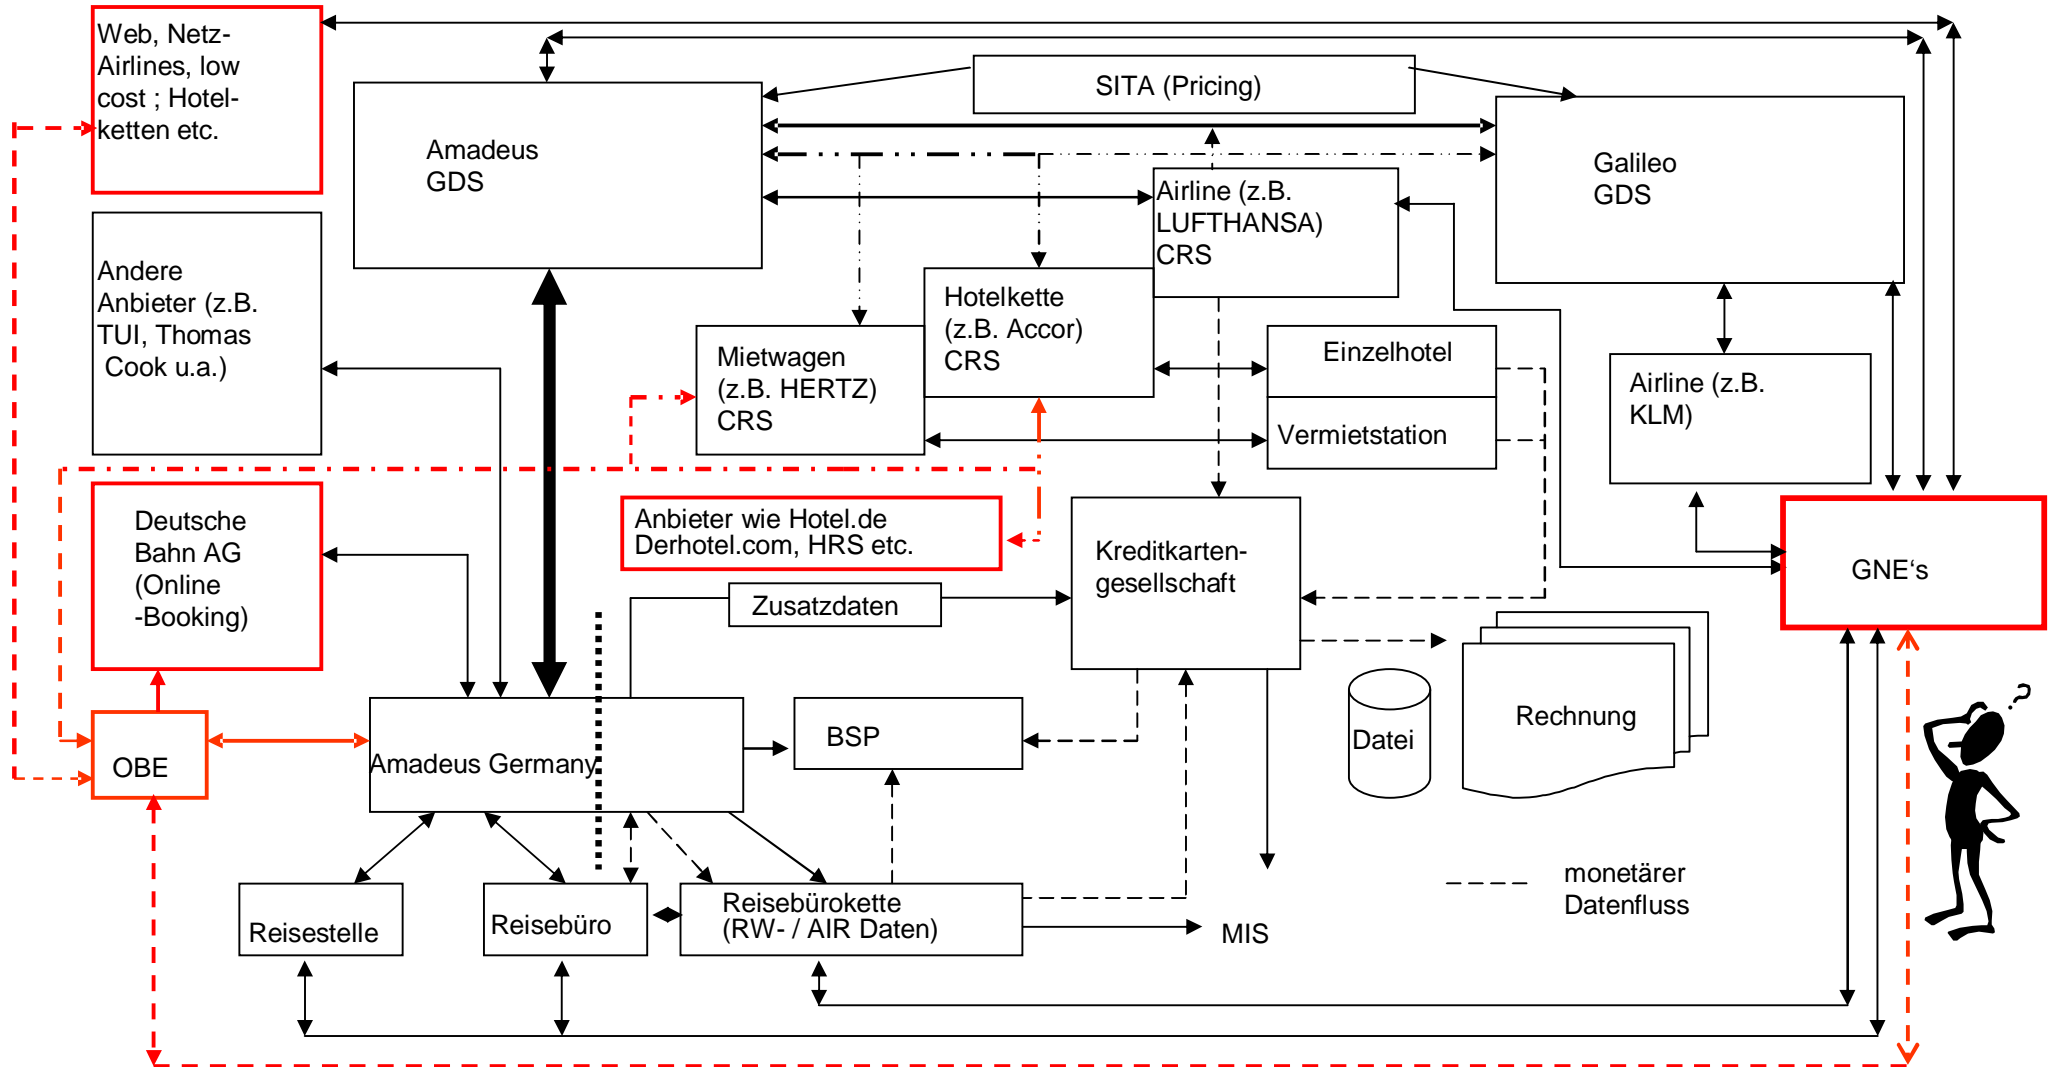 Web, Netz-
Airlines, low
cost ; Hotel-
ketten etc.
SITA (Pricing)
Amadeus
GDS
Galileo
GDS
Airline (z.B.
LUFTHANSA)
CRS
Andere
Anbieter (z.B.
TUI, Thomas
Cook u.a.)
Hotelkette
(z.B. Accor)
CRS
Mietwagen
(z.B. HERTZ)
CRS
Einzelhotel
Vermietstation
Airline (z.B.
KLM)
Deutsche
Bahn AG
(Online
-Booking)
Anbieter wie Hotel.de
Derhotel.com, HRS etc.
Kreditkarten-
gesellschaft
GNE‘s
Zusatzdaten
OBE
Amadeus Germany
BSP
Datei
Rechnung
?
Reisestelle
Reisebüro
Reisebürokette
(RW- / AIR Daten)
MIS
monetärer
Datenfluss